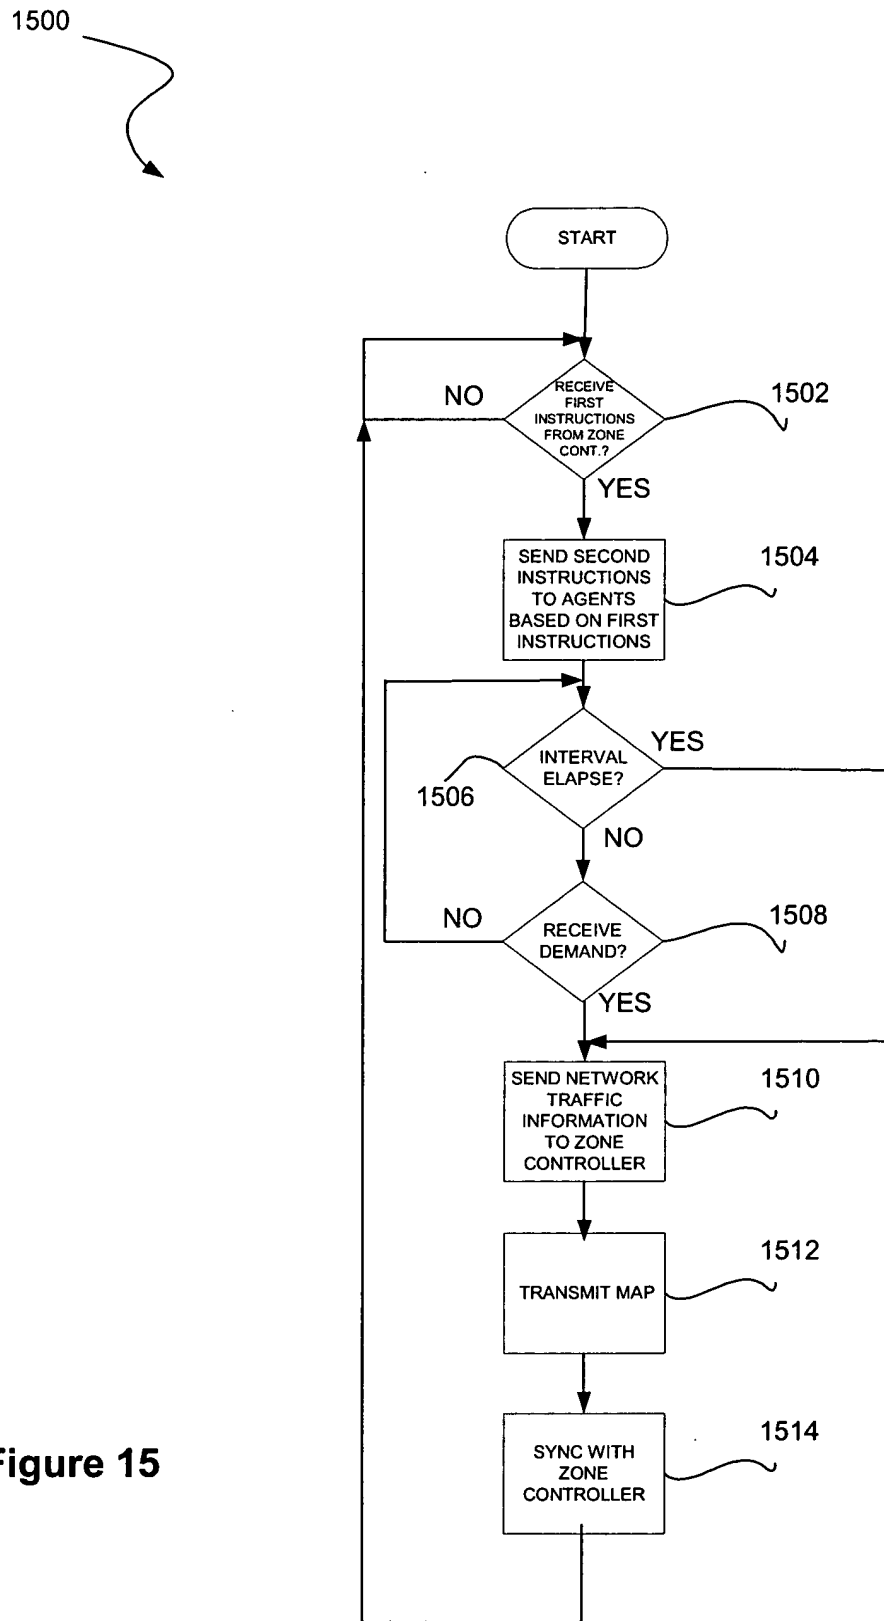 1500
START
NO
RECEIVE
FIRST
INSTRUCTIONS
FROM ZONE
CONT.?
1502
YES
SEND SECOND
INSTRUCTIONS
TO AGENTS
BASED ON FIRST
INSTRUCTIONS
1504
INTERVAL
ELAPSE?
YES
1506
NO
NO
RECEIVE
DEMAND?
1508
YES
SEND NETWORK
TRAFFIC
INFORMATION
TO ZONE
CONTROLLER
1510
TRANSMIT MAP
1512
SYNC WITH
ZONE
CONTROLLER
1514
Figure 15